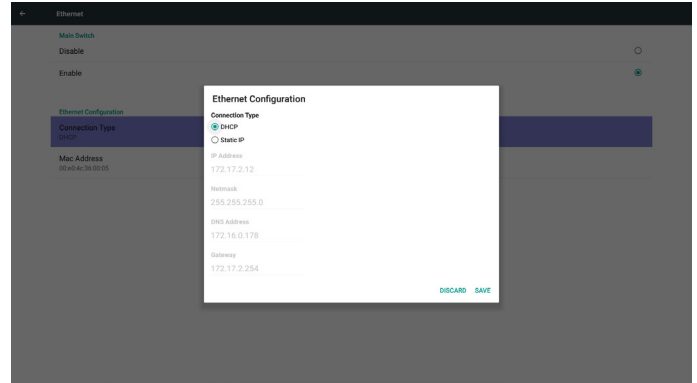 Ethernet
Main Switch
Disable
Enable
Ethernet Configuration
Connection Type
DHCP
Mac Address
00:e0:4c:36:00:05
Ethernet Configuration
Connection Type
DHCP
Static IP
IP Address
172.17.2.12
Netmask
255.255.255.0
DNS Address
172.16.0.178
Gateway
172.17.2.254
DISCARD SAVE